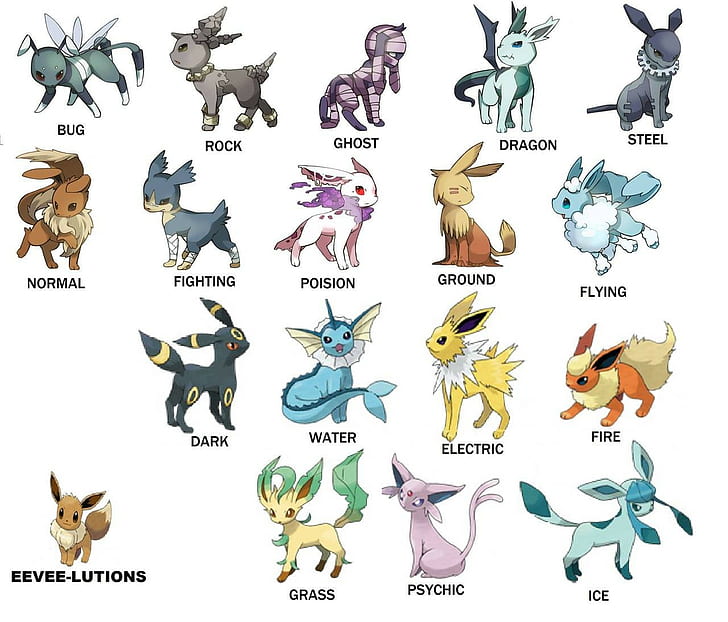 BUG
ROCK
GHOST
DRAGON
STEEL
NORMAL
FIGHTING
POISION
GROUND
FLYING
DARK
WATER
ELECTRIC
FIRE
EEVEE-LUTIONS
GRASS
PSYCHIC
ICE